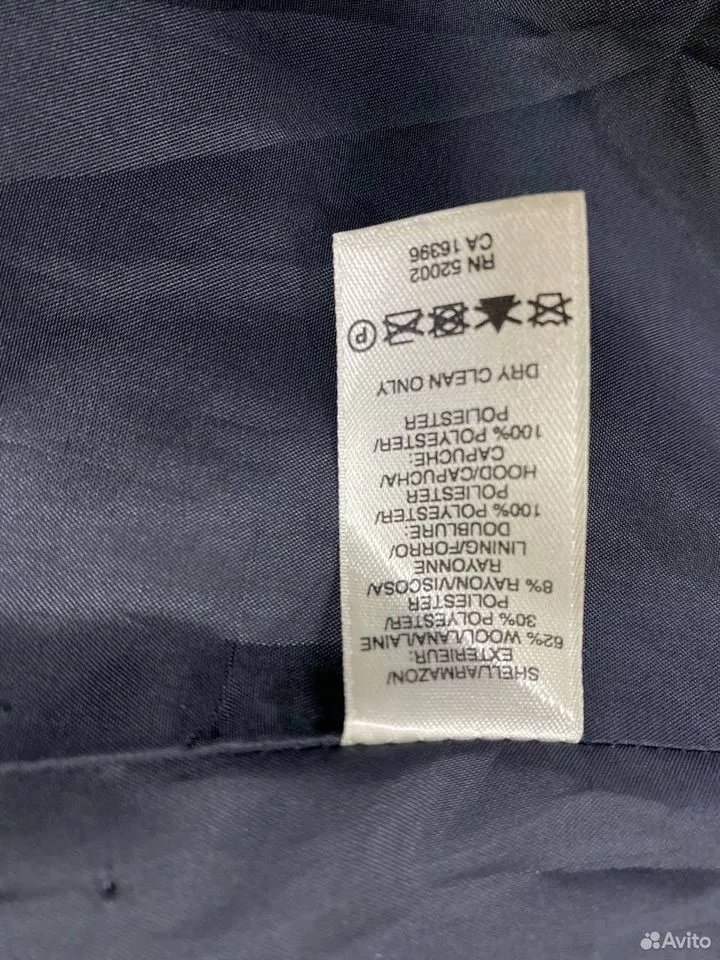 SHELL/ARMAZON/
EXTERIEUR:
62% WOOL/LANA/LAINE
30% POLYESTER/
POLIESTER
8% RAYON/VISCOSA/
RAYONNE
LINING/FORRO/
DOUBLURE:
100% POLYESTER/
POLIESTER
HOOD/CAPUCHA/
CAPUCHE:
100% POLYESTER/
POLIESTER
DRY CLEAN ONLY
P
RN 52002
CA 16396
Avito